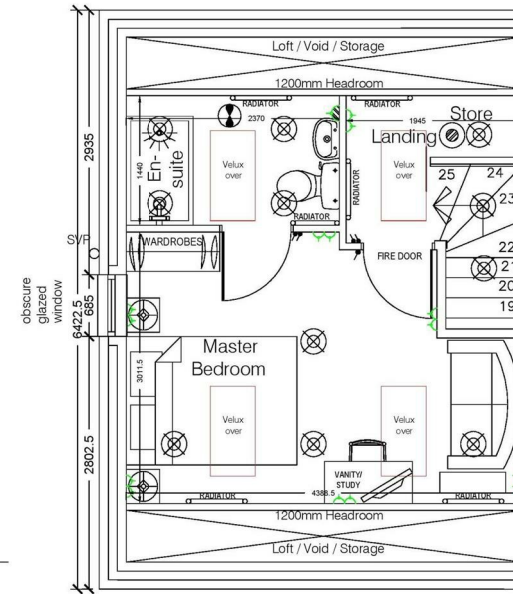 Loft / Void / Storage
1200mm Headroom
RADIATOR
RADIATOR
2370
1945
Store
Landing
2935
1440
En-
suite
Velux
over
Velux
over
RADIATOR
25
24
23
RADIATOR
SVP
WARDROBES
FIRE DOOR
22
21
20
19
obscure
glazed
window
6422.5
685
Master
Bedroom
3011.5
Velux
over
Velux
over
2802.5
VANITY/
STUDY
RADIATOR
4388.5
RADIATOR
1200mm Headroom
Loft / Void / Storage